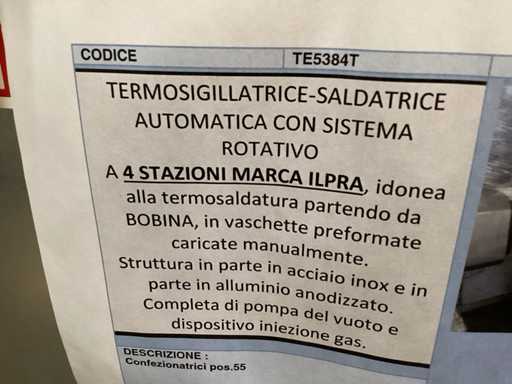 CODICE TE5384T
TERMOSIGILLATRICE-SALDATRICE
AUTOMATICA CON SISTEMA
ROTATIVO
A 4 STAZIONI MARCA ILPRA, idonea
alla termosaldatura partendo da
BOBINA, in vaschette preformate
caricate manualmente.
Struttura in parte in acciaio inox e in
parte in alluminio anodizzato.
Completa di pompa del vuoto e
dispositivo iniezione gas.
DESCRIZIONE :
Confezionatrici pos.55